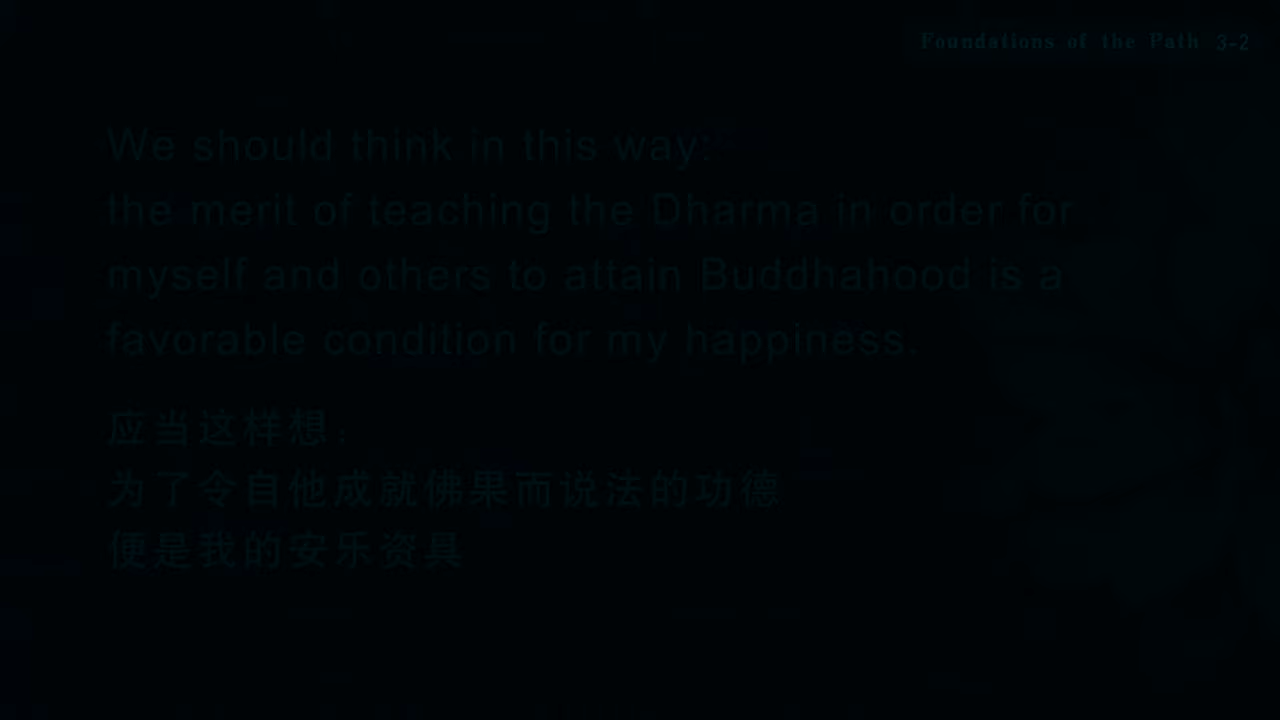 Foundations of the Path 3-2
We should think in this way:
the merit of teaching the Dharma in order for
myself and others to attain Buddhahood is a
favorable condition for my happiness.
应当这样想：
为了令自他成就佛果而说法的功德
便是我的安乐资具